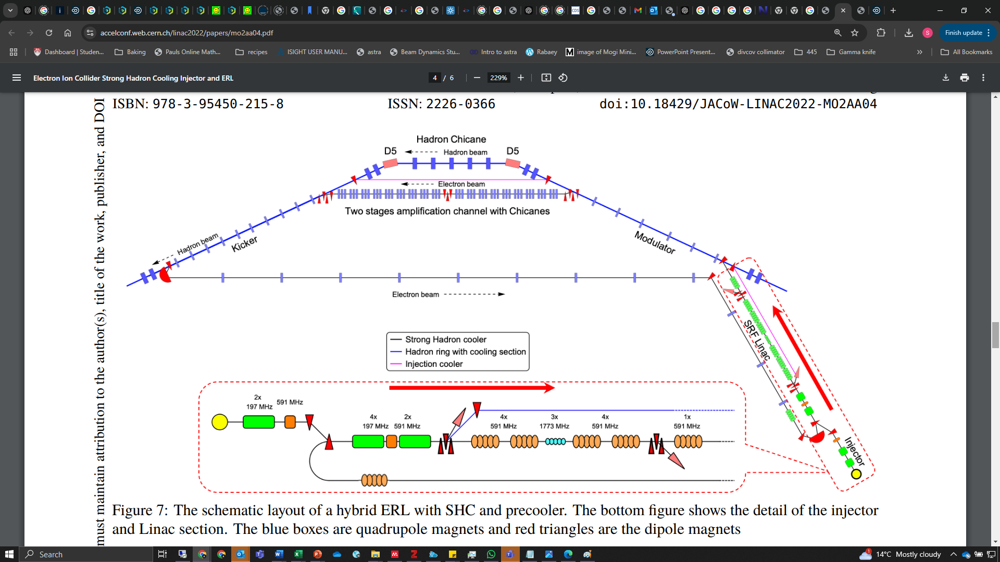 accelconf.web.cern.ch/linac2022/papers/mo2aa04.pdf
Finish update
Dashboard | Studen...
Baking
Pauls Online Math...
recipes
ISIGHT USER MANU...
astra
Beam Dynamics Stu...
Intro to astra
Rabaey
image of Mogi Mini...
PowerPoint Present...
divcov collimator
445
Gamma knife
All Bookmarks
Electron Ion Collider Strong Hadron Cooling Injector and ERL
4 / 6
229%
ISBN: 978-3-95450-215-8
ISSN: 2226-0366
doi:10.18429/JACoW-LINAC2022-MO2AA04
must maintain attribution to the author(s), title of the work, publisher, and DOI
Hadron Chicane
D5
Hadron beam
D5
Electron beam
Two stages amplification channel with Chicanes
Hadron beam
Kicker
Modulator
Electron beam
SRF Linac
Injector
Strong Hadron cooler
Hadron ring with cooling section
Injection cooler
2x
197 MHz
591 MHz
4x
197 MHz
2x
591 MHz
4x
591 MHz
3x
1773 MHz
4x
591 MHz
1x
591 MHz
Figure 7: The schematic layout of a hybrid ERL with SHC and precooler. The bottom figure shows the detail of the injector
and Linac section. The blue boxes are quadrupole magnets and red triangles are the dipole magnets
Search
14°C Mostly cloudy